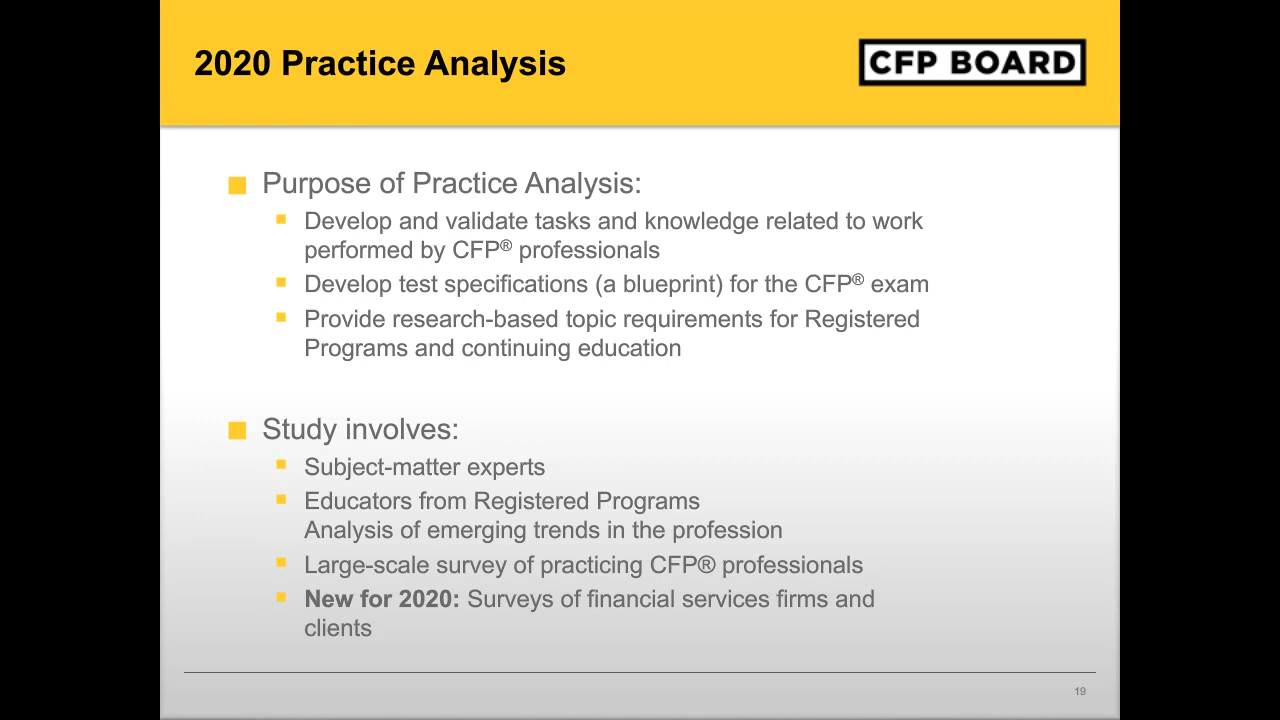 2020 Practice Analysis
CFP BOARD
Purpose of Practice Analysis:
Develop and validate tasks and knowledge related to work
performed by CFP® professionals
Develop test specifications (a blueprint) for the CFP® exam
Provide research-based topic requirements for Registered
Programs and continuing education
Study involves:
Subject-matter experts
Educators from Registered Programs
Analysis of emerging trends in the profession
Large-scale survey of practicing CFP® professionals
New for 2020: Surveys of financial services firms and
clients
19